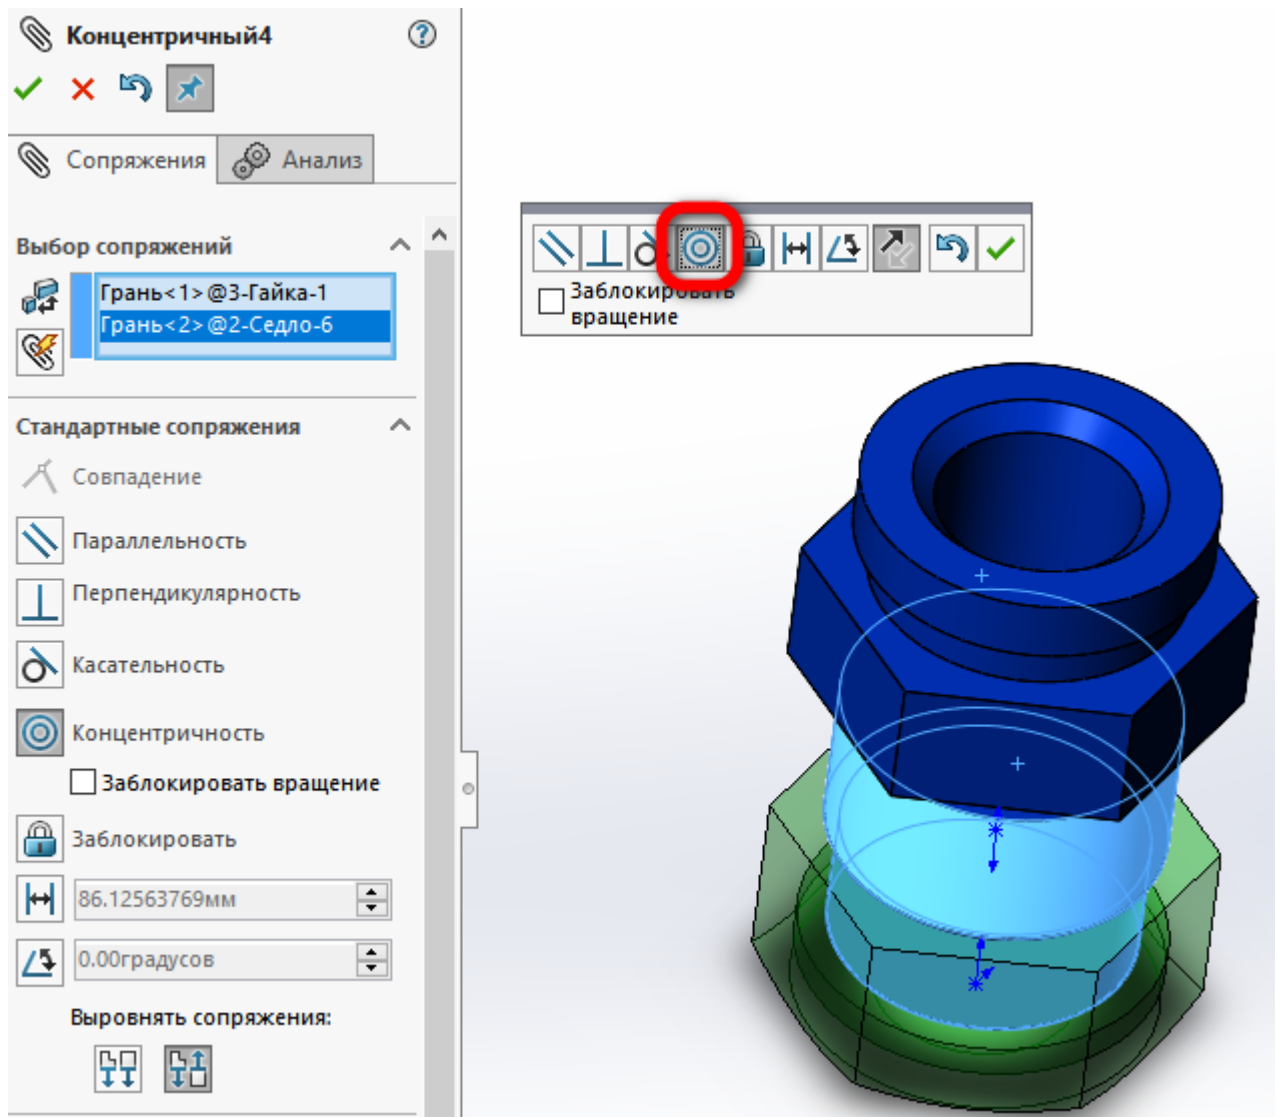 Концентричный4
Сопряжения
Анализ
Выбор сопряжений
Грань<1>@3-Гайка-1
Грань<2>@2-Седло-6
Стандартные сопряжения
Совпадение
Параллельность
Перпендикулярность
Касательность
Концентричность
Заблокировать вращение
Заблокировать
86.12563769мм
0.00градусов
Выровнять сопряжения:
Заблокировать
вращение